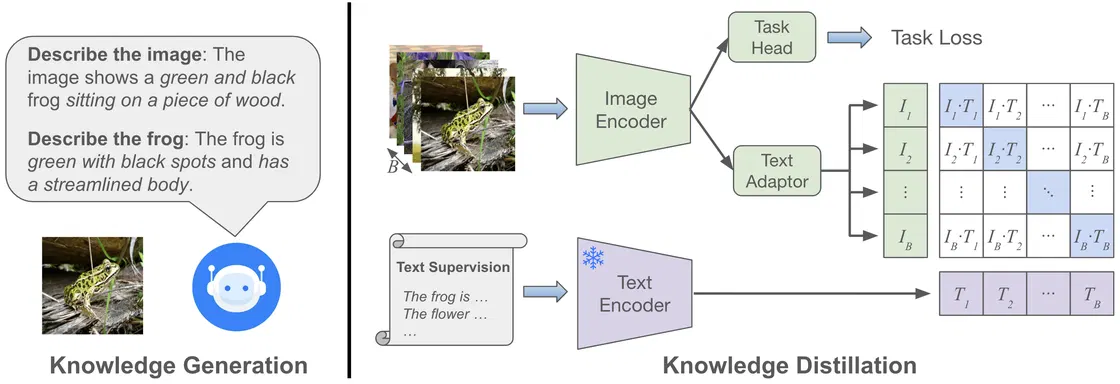 Describe the image: The
image shows a green and black
frog sitting on a piece of wood.
Describe the frog: The frog is
green with black spots and has
a streamlined body.
Knowledge Generation
B
Image
Encoder
Task
Head
Task Loss
Text
Adaptor
I1
I2
⋮
IB
I1·T1 I1·T2 ··· I1·TB
I2·T1 I2·T2 ··· I2·TB
⋮ ⋮ ⋱ ⋮
IB·T1 IB·T2 ··· IB·TB
Text Supervision
The frog is …
The flower …
…
Text
Encoder
T1 T2 ··· TB
Knowledge Distillation